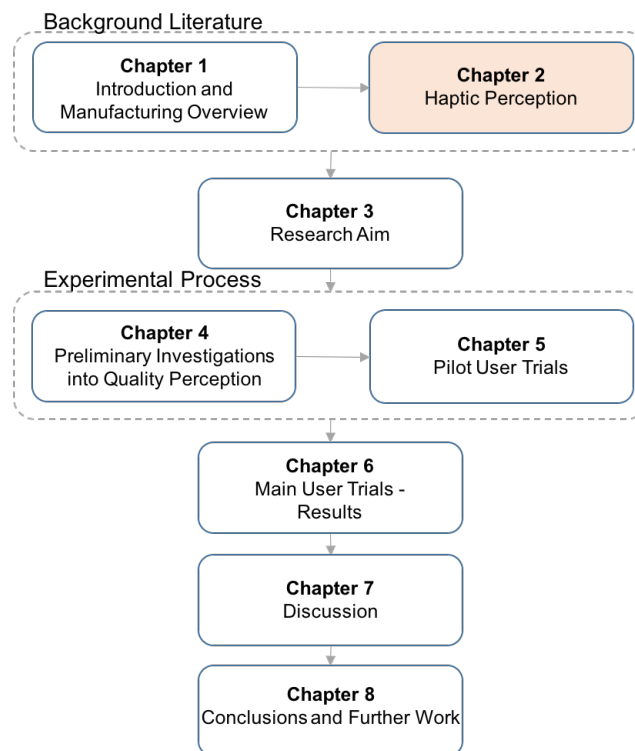 Background Literature
Chapter 1
Introduction and
Manufacturing Overview
Chapter 2
Haptic Perception
Chapter 3
Research Aim
Experimental Process
Chapter 4
Preliminary Investigations
into Quality Perception
Chapter 5
Pilot User Trials
Chapter 6
Main User Trials -
Results
Chapter 7
Discussion
Chapter 8
Conclusions and Further Work